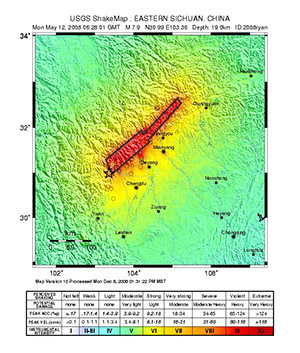 USGS ShakeMap : EASTERN SICHUAN, CHINA
Mon May 12, 2008 06:28:01 GMT M 7.9 N30.99 E103.36 Depth: 19.0km ID:2008ryan
34°
32°
30°
Guangyuan
Mianyang
Deyang
Chengdu
Nanchong
Ziyang
Leshan
Neijiang
Chongqing
km
102°
104°
106°
108°
Map Version 10 Processed Mon Dec 8, 2008 01:31:22 PM MST
PERCEIVED SHAKING Not felt Weak Light Moderate Strong Very strong Severe Violent Extreme
POTENTIAL DAMAGE none none none Very light Light Moderate Moderate/Heavy Heavy Very Heavy
PEAK ACC.(%g) <.17 .17-1.4 1.4-3.9 3.9-9.2 9.2-18 18-34 34-65 65-124 >124
PEAK VEL.(cm/s) <0.1 0.1-1.1 1.1-3.4 3.4-8.1 8.1-16 16-31 31-60 60-116 >116
INSTRUMENTAL INTENSITY I II-III IV V VI VII VIII IX X+